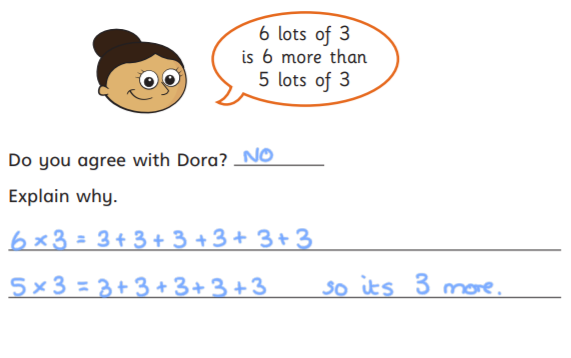 6 lots of 3
is 6 more than
5 lots of 3
Do you agree with Dora? NO
Explain why.
6 × 3 = 3 + 3 + 3 + 3 + 3 + 3
5 × 3 = 3 + 3 + 3 + 3 + 3 so its 3 more.